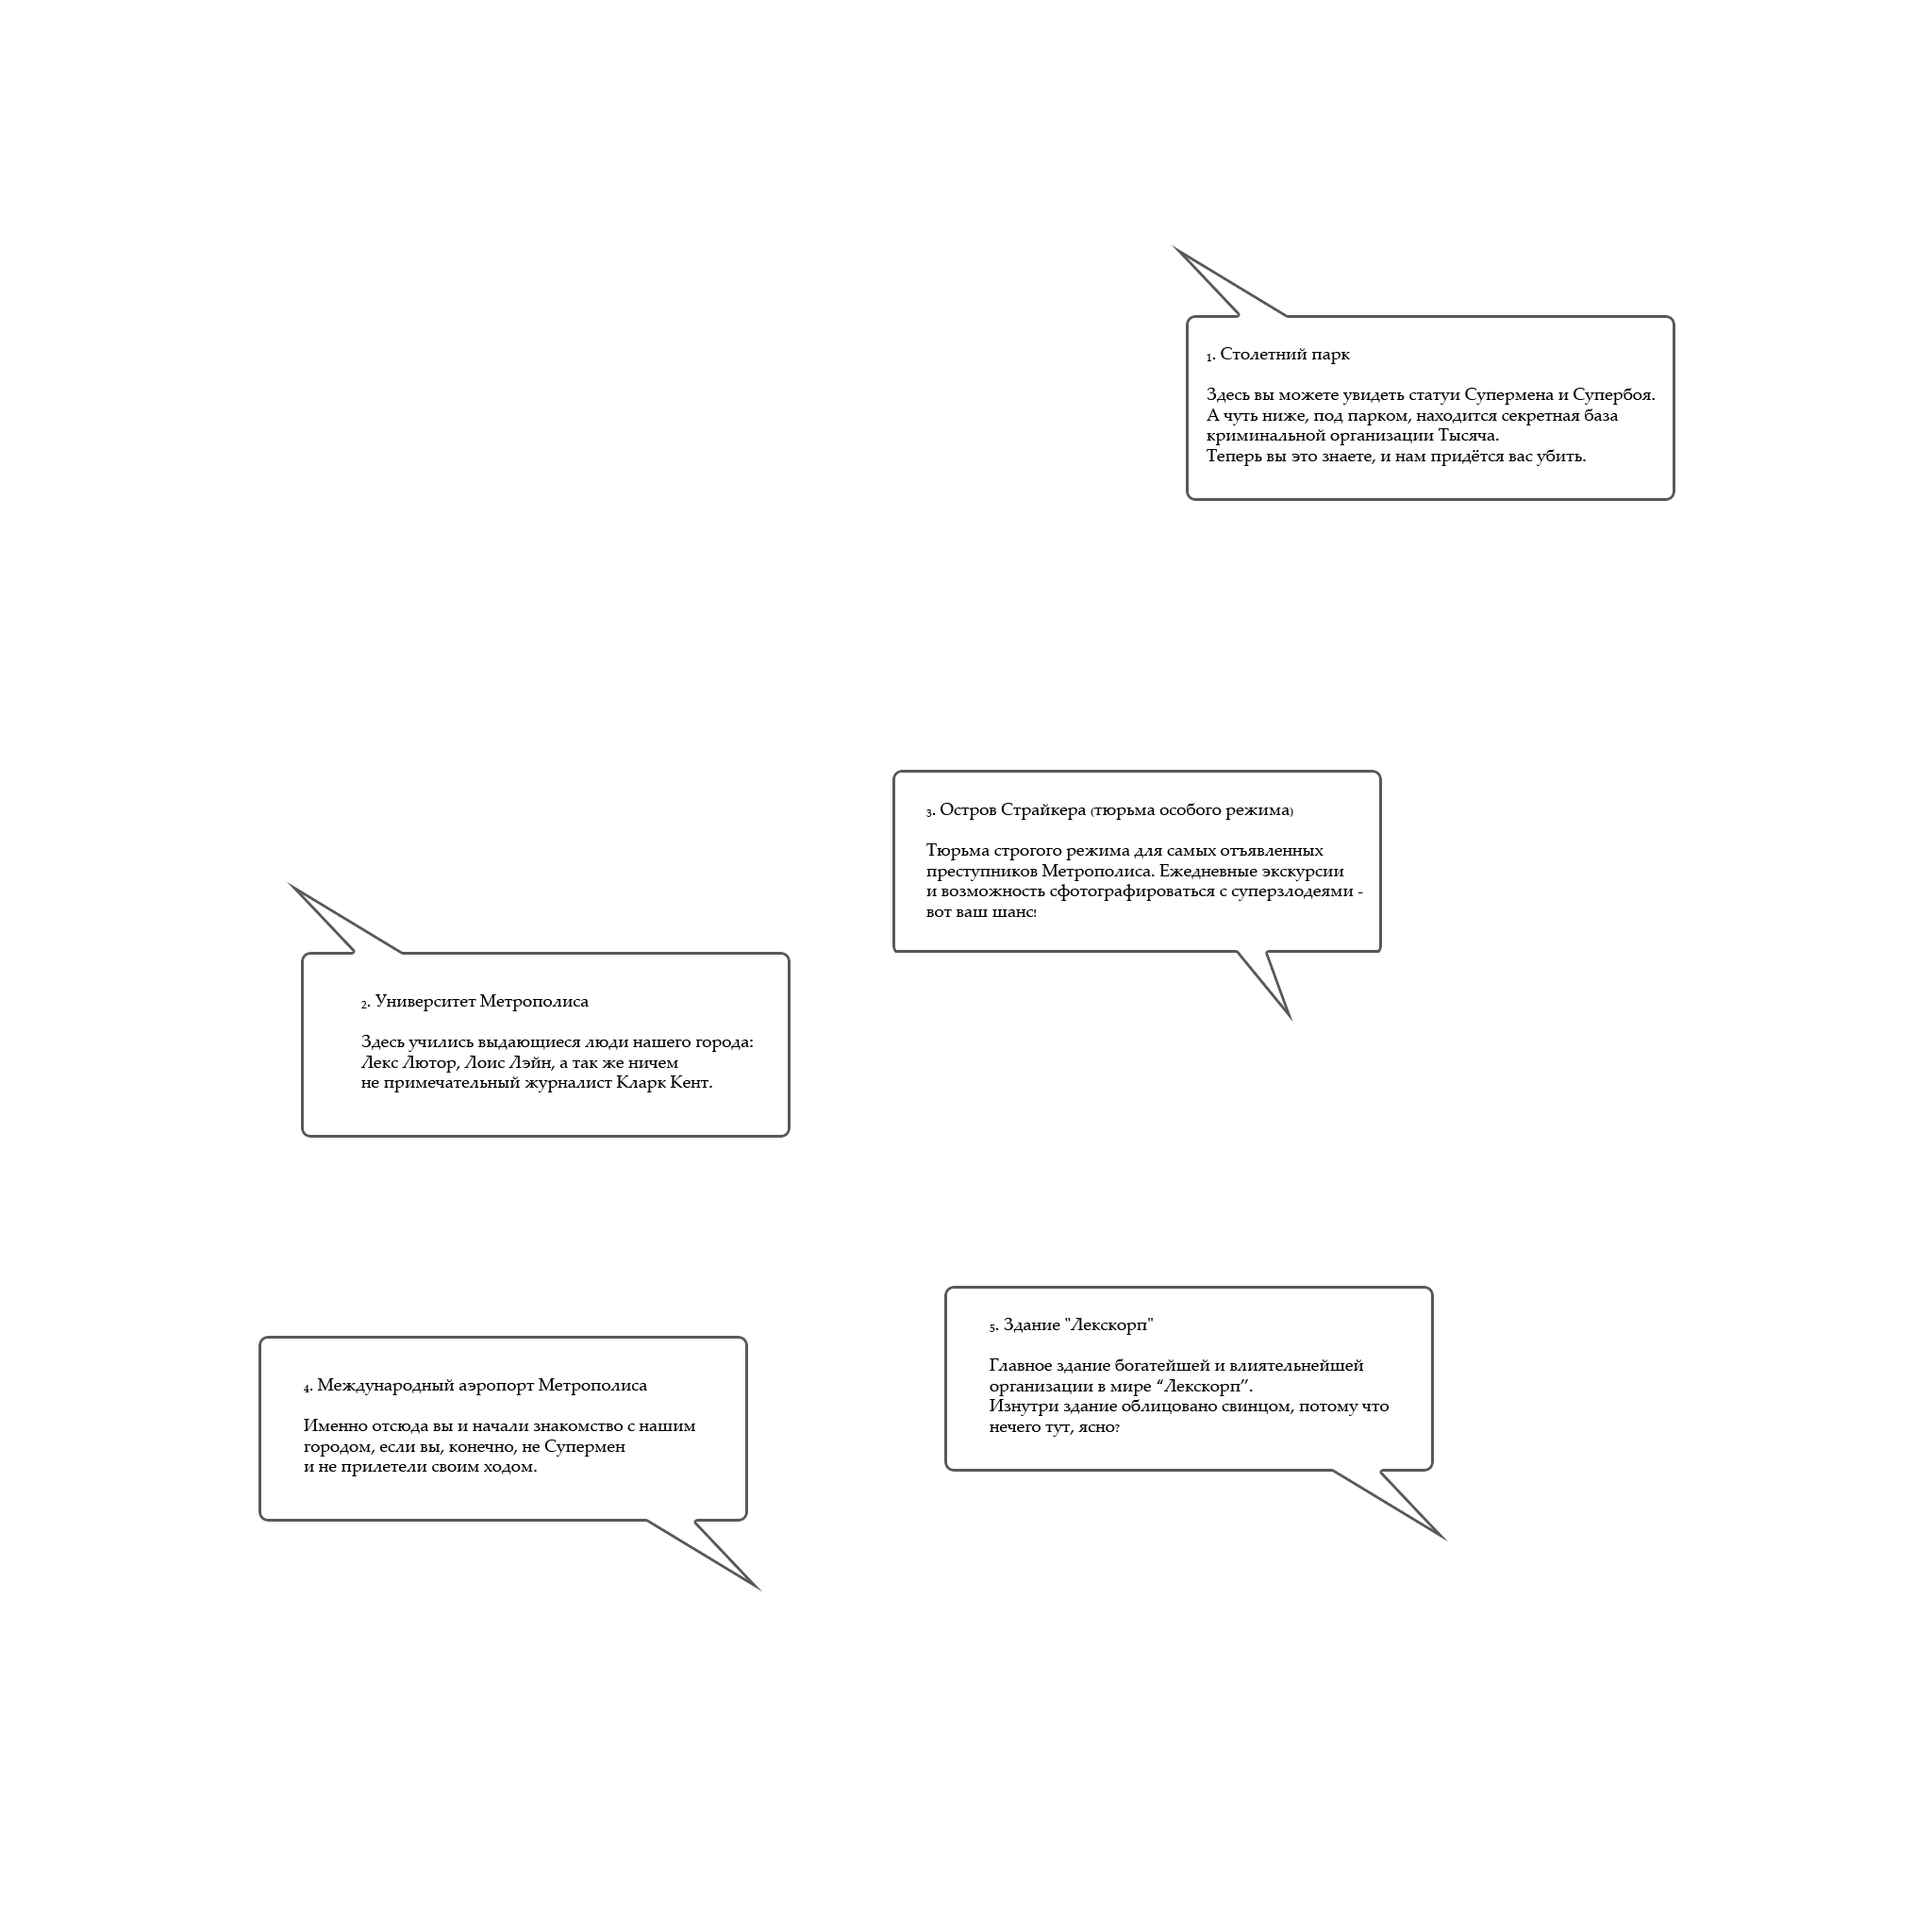 1. Столетний парк
Здесь вы можете увидеть статуи Супермена и Супербоя.
А чуть ниже, под парком, находится секретная база
криминальной организации Тысяча.
Теперь вы это знаете, и нам придётся вас убить.
3. Остров Страйкера (тюрьма особого режима)
Тюрьма строгого режима для самых отъявленных
преступников Метрополиса. Ежедневные экскурсии
и возможность сфотографироваться с суперзлодеями -
вот ваш шанс!
2. Университет Метрополиса
Здесь учились выдающиеся люди нашего города:
Лекс Лютор, Лоис Лэйн, а так же ничем
не примечательный журналист Кларк Кент.
5. Здание "Лекскорп"
Главное здание богатейшей и влиятельнейшей
организации в мире “Лекскорп”.
Изнутри здание облицовано свинцом, потому что
нечего тут, ясно?
4. Международный аэропорт Метрополиса
Именно отсюда вы и начали знакомство с нашим
городом, если вы, конечно, не Супермен
и не прилетели своим ходом.